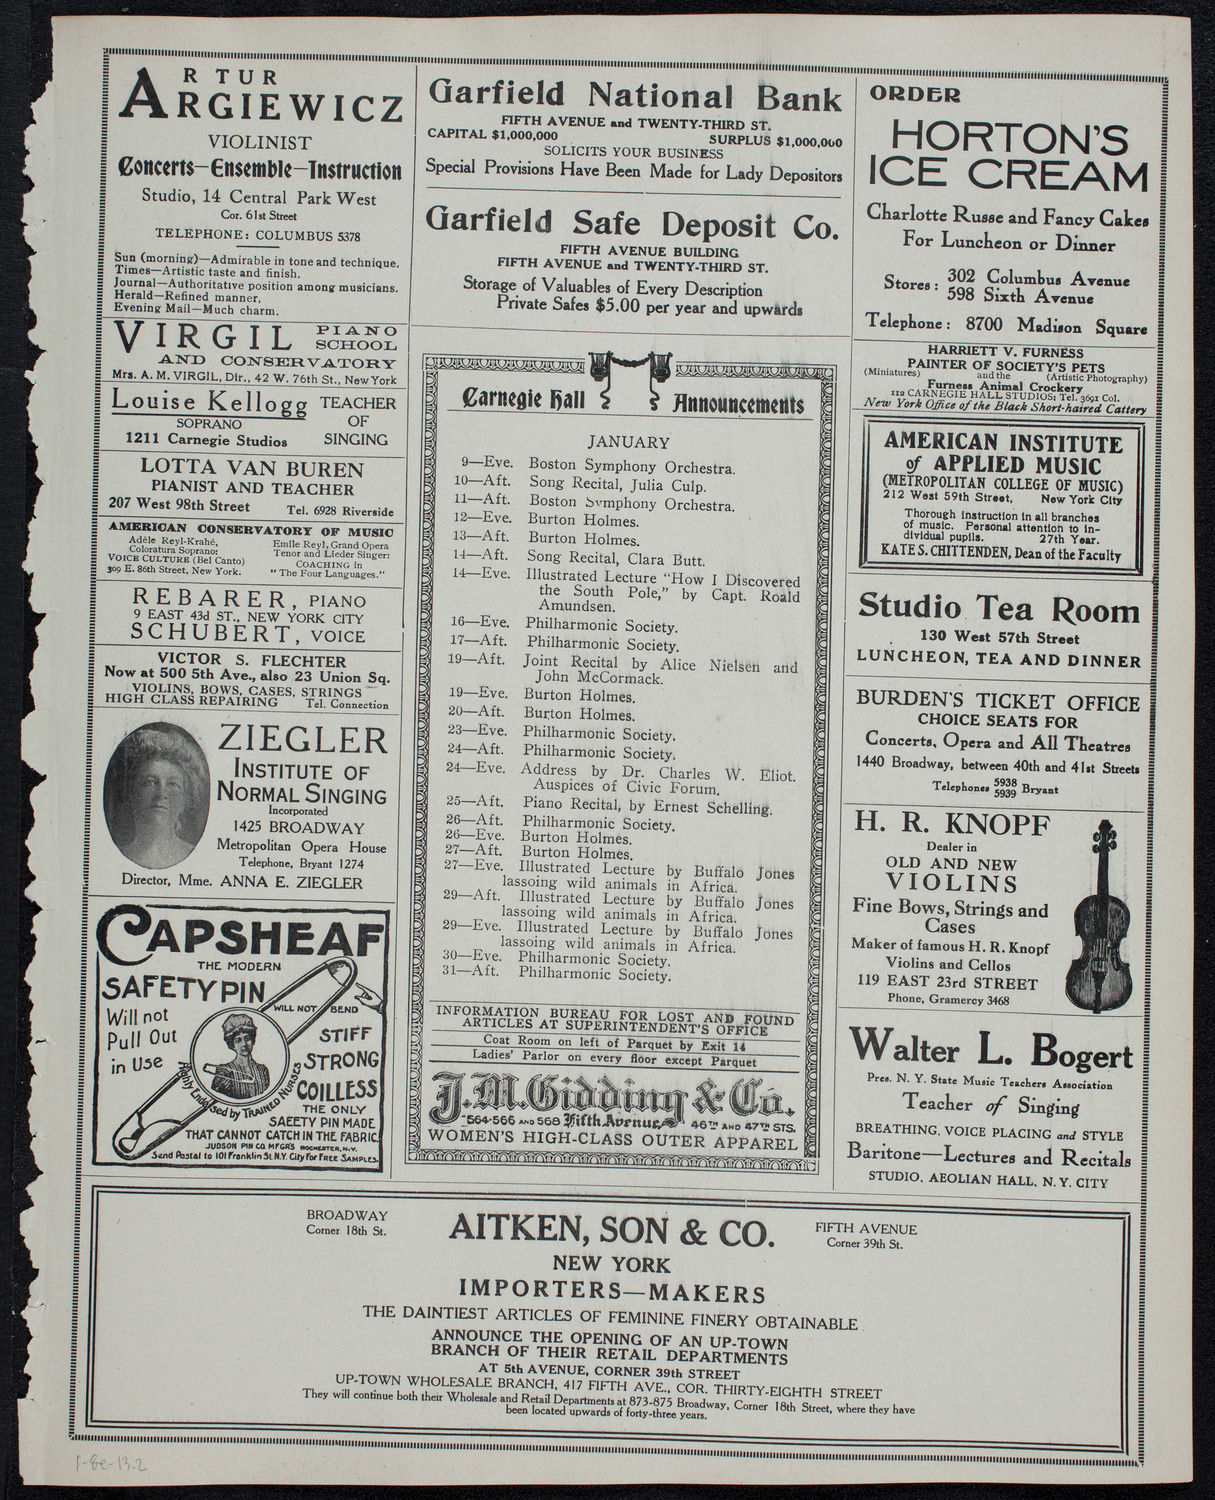 ARTUR
ARGIEWICZ
VIOLINIST
Concerts—Ensemble—Instruction
Studio, 14 Central Park West
Cor. 61st Street
TELEPHONE: COLUMBUS 5378
Sun (morning)—Admirable in tone and technique.
Times—Artistic taste and finish.
Journal—Authoritative position among musicians.
Herald—Refined manner.
Evening Mail—Much charm.
VIRGIL PIANO
SCHOOL
AND CONSERVATORY
Mrs. A. M. VIRGIL, Dir., 42 W. 76th St., New York
Louise Kellogg TEACHER
SOPRANO OF
1211 Carnegie Studios SINGING
LOTTA VAN BUREN
PIANIST AND TEACHER
207 West 98th Street Tel. 6928 Riverside
AMERICAN CONSERVATORY OF MUSIC
Adèle Reyl-Krahé,
Coloratura Soprano:
VOICE CULTURE (Bel Canto)
309 E. 86th Street, New York.
Emile Reyl, Grand Opera
Tenor and Lieder Singer:
COACHING in
"The Four Languages."
REBARER, PIANO
9 EAST 43d ST., NEW YORK CITY
SCHUBERT, VOICE
VICTOR S. FLECHTER
Now at 500 5th Ave., also 23 Union Sq.
VIOLINS, BOWS, CASES, STRINGS
HIGH CLASS REPAIRING Tel. Connection
ZIEGLER
INSTITUTE OF
NORMAL SINGING
Incorporated
1425 BROADWAY
Metropolitan Opera House
Telephone, Bryant 1274
Director, Mme. ANNA E. ZIEGLER
CAPSHEAF
THE MODERN
SAFETY PIN
WILL NOT BEND
Will not
Pull Out
in Use
STIFF
STRONG
COILLESS
Highly Endorsed by TRAINED NURSES
THE ONLY
SAFETY PIN MADE
THAT CANNOT CATCH IN THE FABRIC.
JUDSON PIN CO. MFGR'S ROCHESTER, N.Y.
Send Postal to 101 Franklin St. N.Y. City For FREE SAMPLES.
Garfield National Bank
FIFTH AVENUE and TWENTY-THIRD ST.
CAPITAL $1,000,000 SURPLUS $1,000,000
SOLICITS YOUR BUSINESS
Special Provisions Have Been Made for Lady Depositors
Garfield Safe Deposit Co.
FIFTH AVENUE BUILDING
FIFTH AVENUE and TWENTY-THIRD ST.
Storage of Valuables of Every Description
Private Safes $5.00 per year and upwards
Carnegie Hall Announcements
JANUARY
9—Eve. Boston Symphony Orchestra.
10—Aft. Song Recital, Julia Culp.
11—Aft. Boston Symphony Orchestra.
12—Eve. Burton Holmes.
13—Aft. Burton Holmes.
14—Aft. Song Recital, Clara Butt.
14—Eve. Illustrated Lecture "How I Discovered
the South Pole," by Capt. Roald
Amundsen.
16—Eve. Philharmonic Society.
17—Aft. Philharmonic Society.
19—Aft. Joint Recital by Alice Nielsen and
John McCormack.
19—Eve. Burton Holmes.
20—Aft. Burton Holmes.
23—Eve. Philharmonic Society.
24—Aft. Philharmonic Society.
24—Eve. Address by Dr. Charles W. Eliot.
Auspices of Civic Forum.
25—Aft. Piano Recital, by Ernest Schelling.
26—Aft. Philharmonic Society.
26—Eve. Burton Holmes.
27—Aft. Burton Holmes.
27—Eve. Illustrated Lecture by Buffalo Jones
lassoing wild animals in Africa.
29—Aft. Illustrated Lecture by Buffalo Jones
lassoing wild animals in Africa.
29—Eve. Illustrated Lecture by Buffalo Jones
lassoing wild animals in Africa.
30—Eve. Philharmonic Society.
31—Aft. Philharmonic Society.
INFORMATION BUREAU FOR LOST AND FOUND
ARTICLES AT SUPERINTENDENT'S OFFICE
Coat Room on left of Parquet by Exit 14
Ladies' Parlor on every floor except Parquet
J.M. Gidding & Co.
564-566 AND 568 Fifth Avenue, 46TH AND 47TH STS.
WOMEN'S HIGH-CLASS OUTER APPAREL
ORDER
HORTON'S
ICE CREAM
Charlotte Russe and Fancy Cakes
For Luncheon or Dinner
Stores: 302 Columbus Avenue
598 Sixth Avenue
Telephone: 8700 Madison Square
HARRIETT V. FURNESS
PAINTER OF SOCIETY'S PETS
(Miniatures) and the (Artistic Photography)
Furness Animal Crockery
112 CARNEGIE HALL STUDIOS; Tel. 3691 Col.
New York Office of the Black Short-haired Cattery
AMERICAN INSTITUTE
of APPLIED MUSIC
(METROPOLITAN COLLEGE OF MUSIC)
212 West 59th Street, New York City
Thorough instruction in all branches
of music. Personal attention to in-
dividual pupils. 27th Year.
KATE S. CHITTENDEN, Dean of the Faculty
Studio Tea Room
130 West 57th Street
LUNCHEON, TEA AND DINNER
BURDEN'S TICKET OFFICE
CHOICE SEATS FOR
Concerts, Opera and All Theatres
1440 Broadway, between 40th and 41st Streets
Telephones 5938
5939 Bryant
H. R. KNOPF
Dealer in
OLD AND NEW
VIOLINS
Fine Bows, Strings and
Cases
Maker of famous H. R. Knopf
Violins and Cellos
119 EAST 23rd STREET
Phone, Gramercy 3468
Walter L. Bogert
Pres. N. Y. State Music Teachers Association
Teacher of Singing
BREATHING, VOICE PLACING and STYLE
Baritone—Lectures and Recitals
STUDIO, AEOLIAN HALL, N. Y. CITY
BROADWAY
Corner 18th St.
AITKEN, SON & CO.
FIFTH AVENUE
Corner 39th St.
NEW YORK
IMPORTERS—MAKERS
THE DAINTIEST ARTICLES OF FEMININE FINERY OBTAINABLE
ANNOUNCE THE OPENING OF AN UP-TOWN
BRANCH OF THEIR RETAIL DEPARTMENTS
AT 5th AVENUE, CORNER 39th STREET
UP-TOWN WHOLESALE BRANCH, 417 FIFTH AVE., COR. THIRTY-EIGHTH STREET
They will continue both their Wholesale and Retail Departments at 873-875 Broadway, Corner 18th Street, where they have
been located upwards of forty-three years.
1-8e-13.2